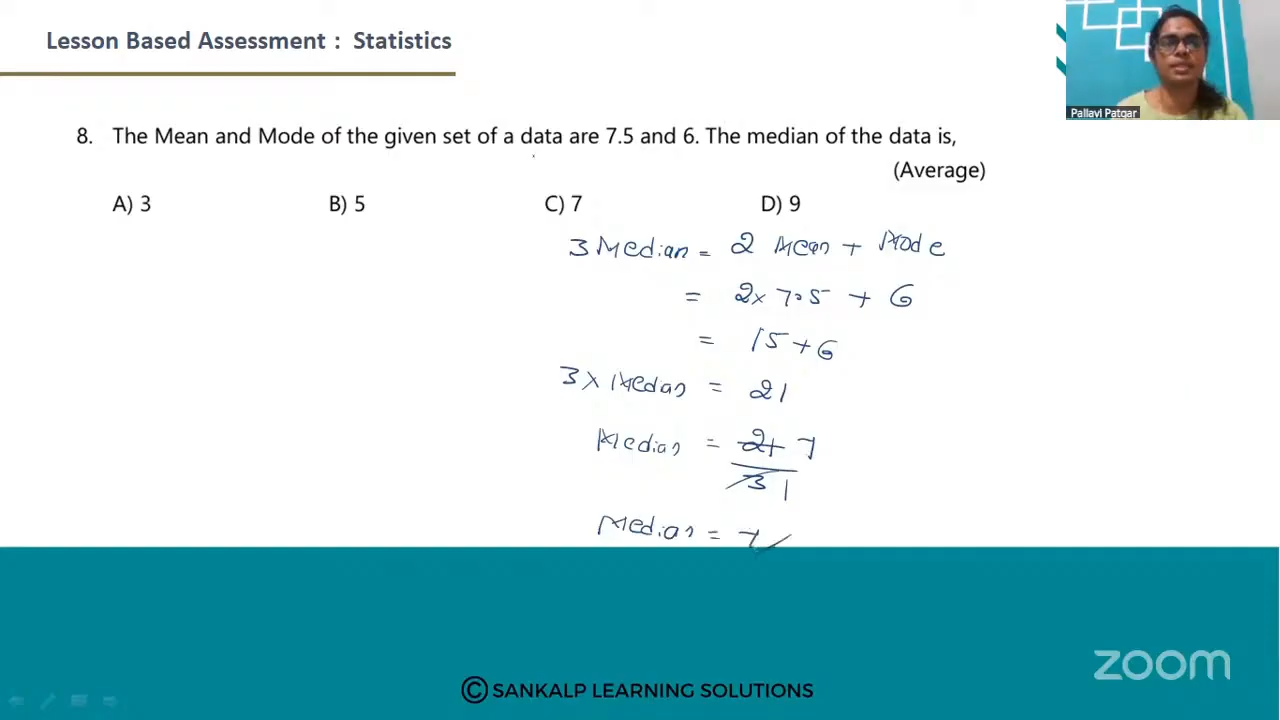 Lesson Based Assessment : Statistics
Pallavi Patgar
8. The Mean and Mode of the given set of a data are 7.5 and 6. The median of the data is,
(Average)
A) 3 B) 5 C) 7 D) 9
3 Median = 2 Mean + Mode
= 2 x 7.5 + 6
= 15 + 6
3 x Median = 21
Median = 21 7
3 1
Median = 7
zoom
© SANKALP LEARNING SOLUTIONS